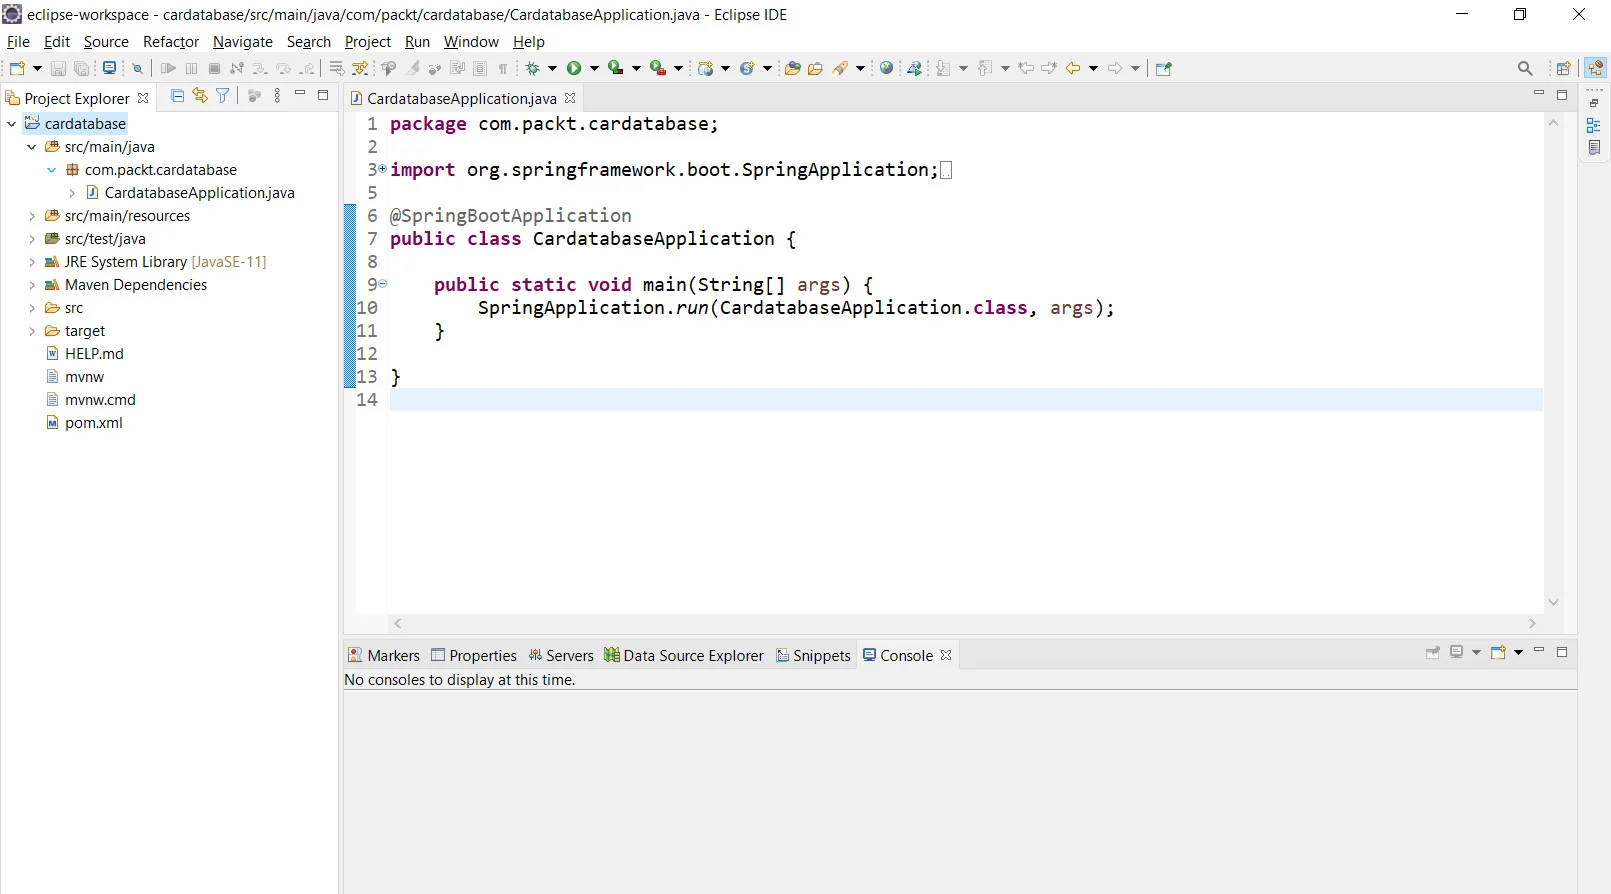 eclipse-workspace - cardatabase/src/main/java/com/packt/cardatabase/CardatabaseApplication.java - Eclipse IDE
File Edit Source Refactor Navigate Search Project Run Window Help
Project Explorer
cardatabase
src/main/java
com.packt.cardatabase
CardatabaseApplication.java
src/main/resources
src/test/java
JRE System Library [JavaSE-11]
Maven Dependencies
src
target
HELP.md
mvnw
mvnw.cmd
pom.xml
CardatabaseApplication.java
1 package com.packt.cardatabase;
2
3 import org.springframework.boot.SpringApplication;
5
6 @SpringBootApplication
7 public class CardatabaseApplication {
8
9 public static void main(String[] args) {
10 SpringApplication.run(CardatabaseApplication.class, args);
11 }
12
13 }
14
Markers Properties Servers Data Source Explorer Snippets Console
No consoles to display at this time.